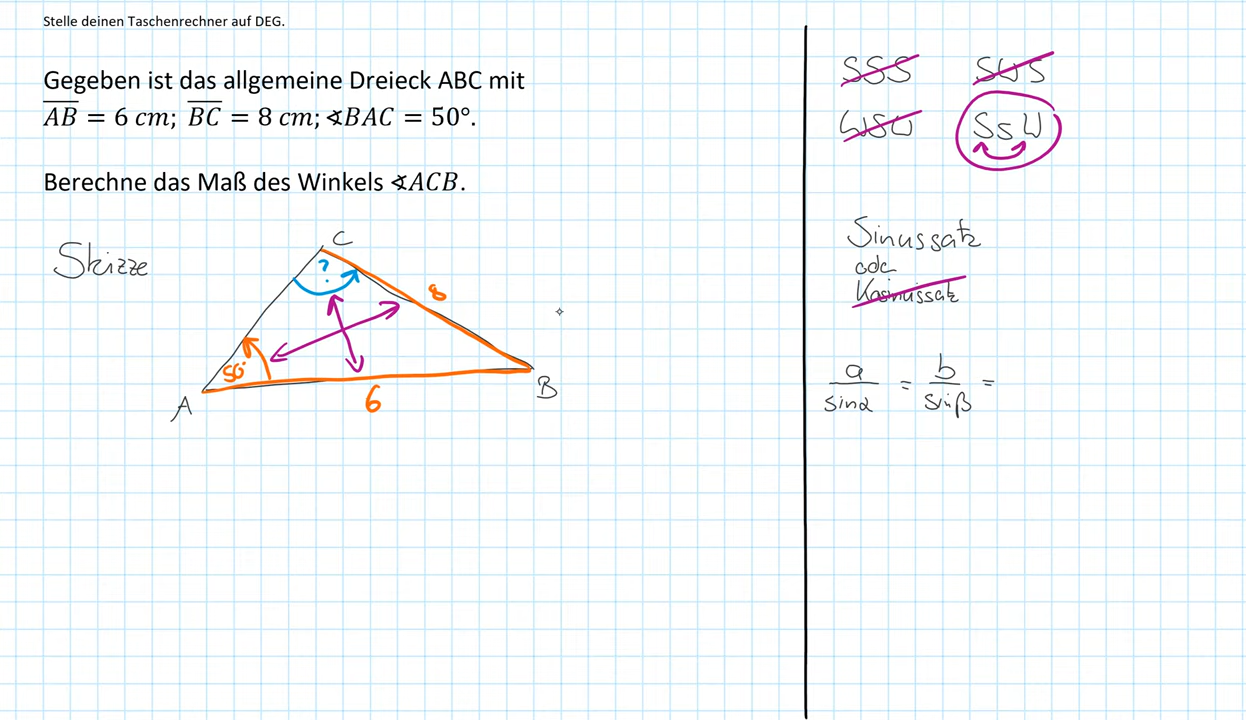 Stelle deinen Taschenrechner auf DEG.
Gegeben ist das allgemeine Dreieck ABC mit
AB = 6 cm; BC = 8 cm; ∢BAC = 50°.
Berechne das Maß des Winkels ∢ACB.
Skizze
C
?
8
50°
A
6
B
SSS SWS
WSW SsW
Sinussatz
oder
Kosinussatz
a/sinα = b/sinβ =